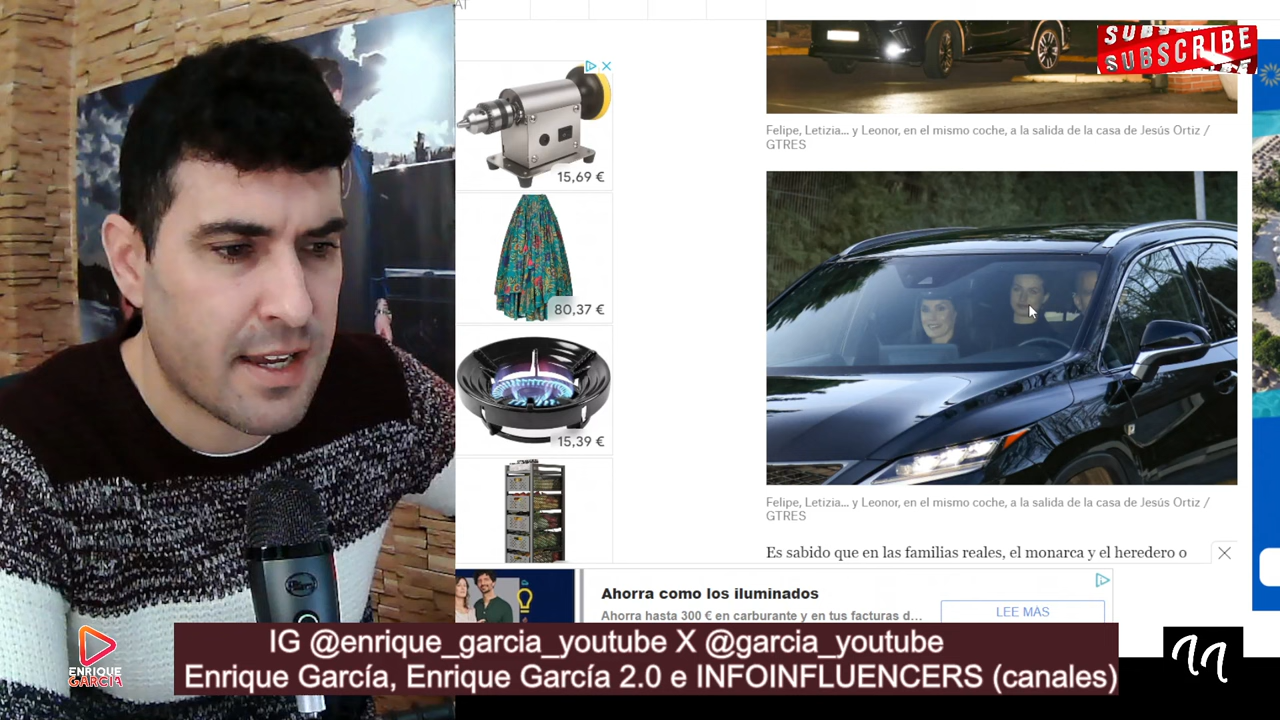 AT
SUBSCRIBE
SUBSCRIBE
15,69 €
Felipe, Letizia... y Leonor, en el mismo coche, a la salida de la casa de Jesús Ortiz /
GTRES
80,37 €
15,39 €
Felipe, Letizia... y Leonor, en el mismo coche, a la salida de la casa de Jesús Ortiz /
GTRES
Es sabido que en las familias reales, el monarca y el heredero o
Ahorra como los iluminados
Ahorra hasta 300 € en carburante y en tus facturas d...
LEE MÁS
IG @enrique_garcia_youtube X @garcia_youtube
Enrique García, Enrique García 2.0 e INFOINFLUENCERS (canales)
ENRIQUE
GARCIA